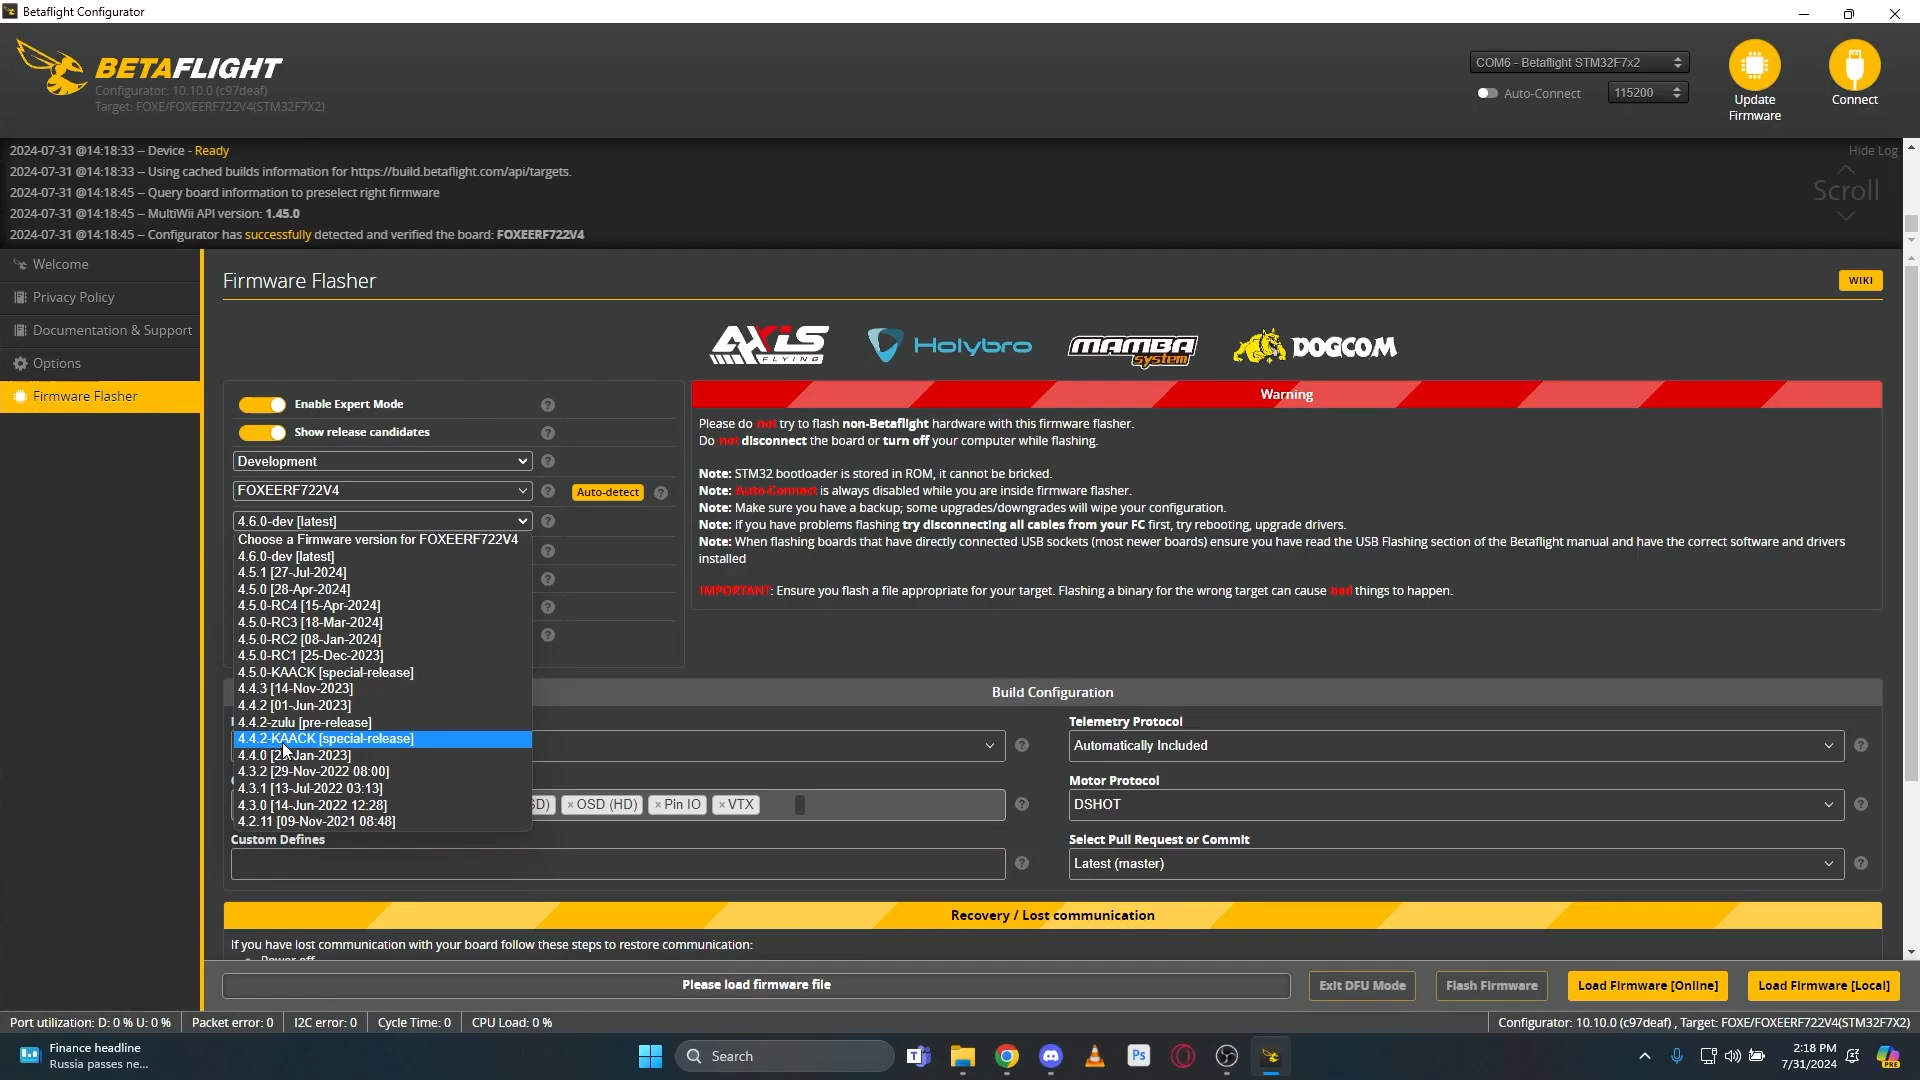 Betaflight Configurator
BETAFLIGHT
Configurator: 10.10.0 (c97deaf)
Target: FOXE/FOXEERF722V4(STM32F7X2)
COM6 - Betaflight STM32F7x2
Auto-Connect
115200
Update
Firmware
Connect
2024-07-31 @14:18:33 -- Device - Ready
2024-07-31 @14:18:33 -- Using cached builds information for https://build.betaflight.com/api/targets.
2024-07-31 @14:18:45 -- Query board information to preselect right firmware
2024-07-31 @14:18:45 -- MultiWii API version: 1.45.0
2024-07-31 @14:18:45 -- Configurator has successfully detected and verified the board: FOXEERF722V4
Hide Log
Scroll
Welcome
Privacy Policy
Documentation & Support
Options
Firmware Flasher
Firmware Flasher
WIKI
AXIS FLYING
Holybro
MAMBA system
DOGCOM
Enable Expert Mode
Show release candidates
Development
FOXEERF722V4
Auto-detect
4.6.0-dev [latest]
Choose a Firmware version for FOXEERF722V4
4.6.0-dev [latest]
4.5.1 [27-Jul-2024]
4.5.0 [28-Apr-2024]
4.5.0-RC4 [15-Apr-2024]
4.5.0-RC3 [18-Mar-2024]
4.5.0-RC2 [08-Jan-2024]
4.5.0-RC1 [25-Dec-2023]
4.5.0-KAACK [special-release]
4.4.3 [14-Nov-2023]
4.4.2 [01-Jun-2023]
4.4.2-zulu [pre-release]
4.4.2-KAACK [special-release]
4.4.0 Jan-2023]
4.3.2 [29-Nov-2022 08:00]
4.3.1 [13-Jul-2022 03:13]
4.3.0 [14-Jun-2022 12:28]
4.2.11 [09-Nov-2021 08:48]
Warning
Please do not try to flash non-Betaflight hardware with this firmware flasher.
Do not disconnect the board or turn off your computer while flashing.
Note: STM32 bootloader is stored in ROM, it cannot be bricked.
Note: Auto-Connect is always disabled while you are inside firmware flasher.
Note: Make sure you have a backup; some upgrades/downgrades will wipe your configuration.
Note: If you have problems flashing try disconnecting all cables from your FC first, try rebooting, upgrade drivers.
Note: When flashing boards that have directly connected USB sockets (most newer boards) ensure you have read the USB Flashing section of the Betaflight manual and have the correct software and drivers
installed
IMPORTANT: Ensure you flash a file appropriate for your target. Flashing a binary for the wrong target can cause bad things to happen.
Build Configuration
Telemetry Protocol
Automatically Included
Motor Protocol
SD) × OSD (HD) × Pin IO × VTX
DSHOT
Custom Defines
Select Pull Request or Commit
Latest (master)
Recovery / Lost communication
If you have lost communication with your board follow these steps to restore communication:
Power off
Please load firmware file
Exit DFU Mode
Flash Firmware
Load Firmware [Online]
Load Firmware [Local]
Port utilization: D: 0 % U: 0 %
Packet error: 0
I2C error: 0
Cycle Time: 0
CPU Load: 0 %
Configurator: 10.10.0 (c97deaf) , Target: FOXE/FOXEERF722V4(STM32F7X2)
Finance headline
Russia passes ne...
Search
Ps
2:18 PM
7/31/2024